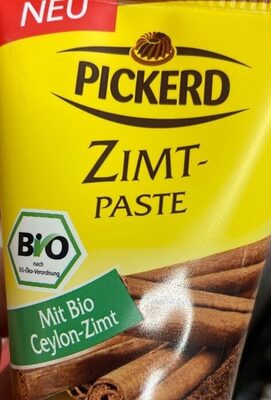 NEU
PICKERD
ZIMT-
PASTE
Bio
nach
EG-Öko-Verordnung
Mit Bio
Ceylon-Zimt